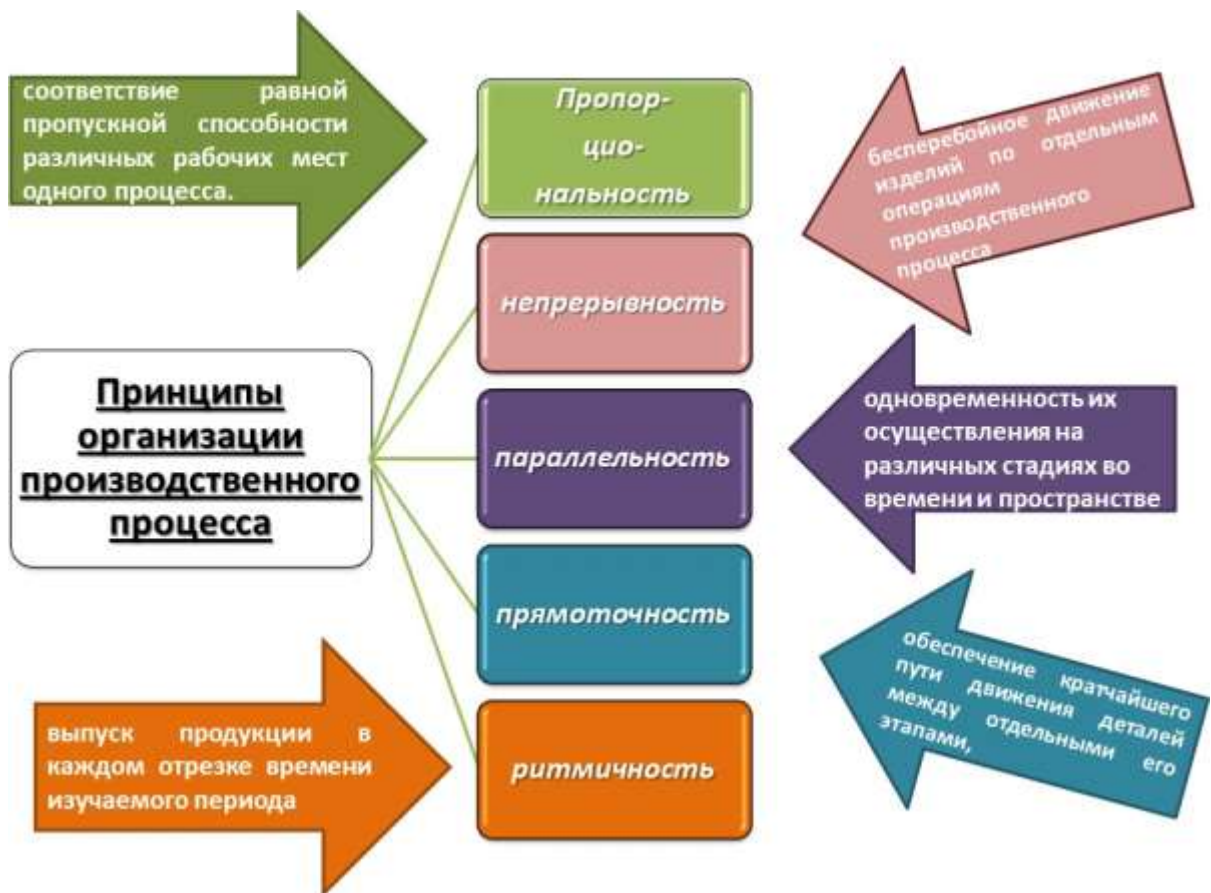 соответствие равной
пропускной способности
различных рабочих мест
одного процесса.
Пропор-
цио-
нальность
бесперебойное движение
изделий по отдельным
операциям
производственного
процесса
непрерывность
Принципы
организации
производственного
процесса
параллельность
одновременность их
осуществления на
различных стадиях во
времени и пространстве
прямоточность
обеспечение кратчайшего
пути движения деталей
между отдельными его
этапами,
выпуск продукции в
каждом отрезке времени
изучаемого периода
ритмичность